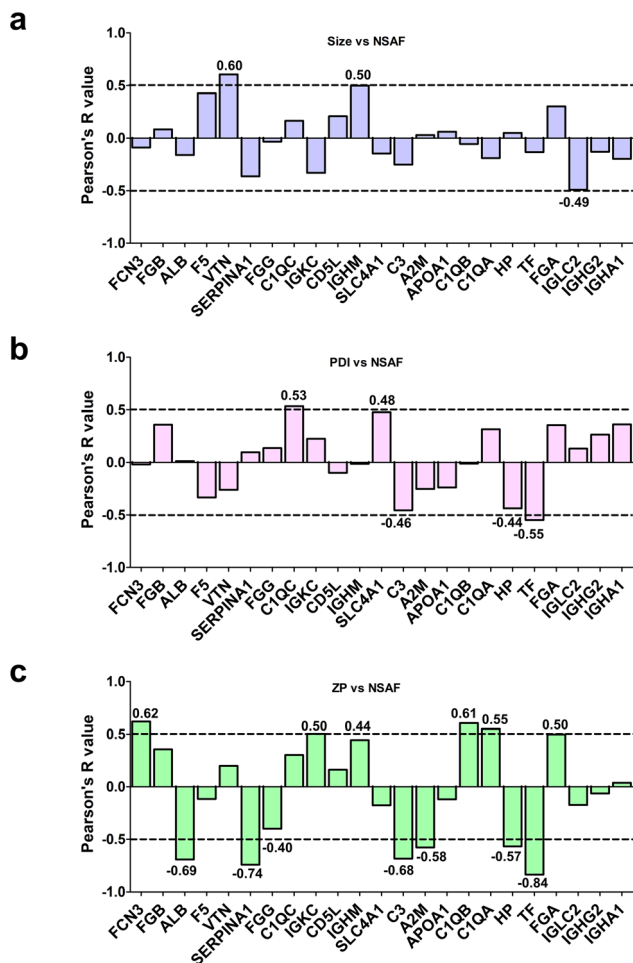 a
Size vs NSAF
Pearson's R value
1.0
0.5
0.0
-0.5
-1.0
0.60
0.50
-0.49
FCN3
FGB
ALB
F5
VTN
SERPINA1
FGG
C1QC
IGKC
CD5L
IGHM
SLC4A1
C3
A2M
APOA1
C1QB
C1QA
HP
TF
FGA
IGLC2
IGHG2
IGHA1
b
PDI vs NSAF
Pearson's R value
1.0
0.5
0.0
-0.5
-1.0
0.53
0.48
-0.46
-0.44
-0.55
FCN3
FGB
ALB
F5
VTN
SERPINA1
FGG
C1QC
IGKC
CD5L
IGHM
SLC4A1
C3
A2M
APOA1
C1QB
C1QA
HP
TF
FGA
IGLC2
IGHG2
IGHA1
c
ZP vs NSAF
Pearson's R value
1.0
0.5
0.0
-0.5
-1.0
0.62
0.50
0.44
0.61
0.55
0.50
-0.69
-0.74
-0.40
-0.68
-0.58
-0.57
-0.84
FCN3
FGB
ALB
F5
VTN
SERPINA1
FGG
C1QC
IGKC
CD5L
IGHM
SLC4A1
C3
A2M
APOA1
C1QB
C1QA
HP
TF
FGA
IGLC2
IGHG2
IGHA1